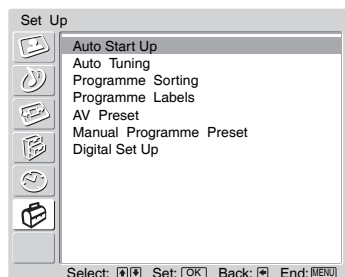 Set Up
Auto Start Up
Auto Tuning
Programme Sorting
Programme Labels
AV Preset
Manual Programme Preset
Digital Set Up
Select: Set: OK Back: End: MENU